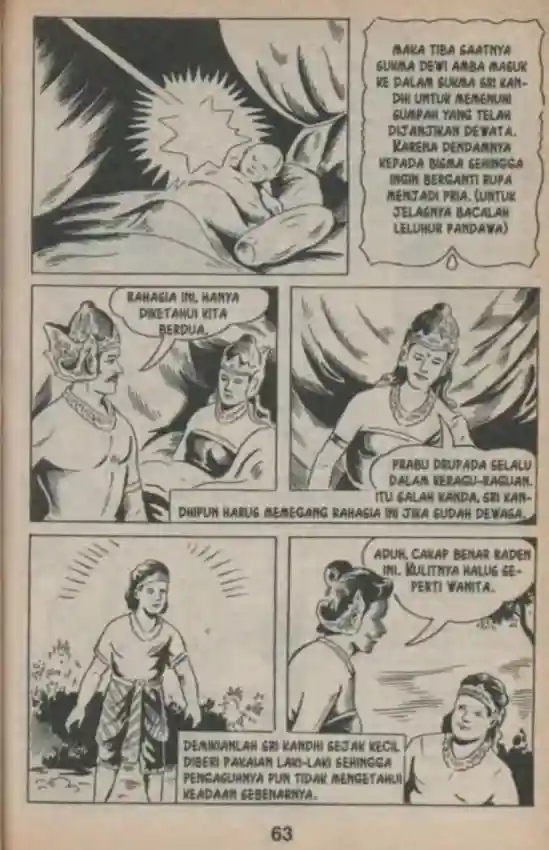 MAKA TIBA SAATNYA
SUKMA DEWI AMBA MASUK
KE DALAM SUKMA SRI KAN-
DHI UNTUK MEMENUHI
SUMPAH YANG TELAH
DIJANJIKAN DEWATA.
KARENA DENDAMNYA
KEPADA BISMA SEHINGGA
INGIN BERGANTI RUPA
MENJADI PRIA. (UNTUK
JELASNYA BACALAH
LELUHUR PANDAWA)
RAHASIA INI, HANYA
DIKETAHUI KITA
BERDUA.
PRABU DRUPADA SELALU
DALAM KERAGU-RAGUAN.
ITU SALAH KANDA, SRI KAN-
DHIPUN HARUS MEMEGANG RAHASIA INI JIKA SUDAH DEWASA.
DEMIKIANLAH SRI KANDHI SEJAK KECIL
DIBERI PAKAIAN LAKI-LAKI SEHINGGA
PENGASUHNYA PUN TIDAK MENGETAHUI
KEADAAN SEBENARNYA.
ADUH, CAKAP BENAR RADEN
INI. KULITNYA HALUS SE-
PERTI WANITA.
63